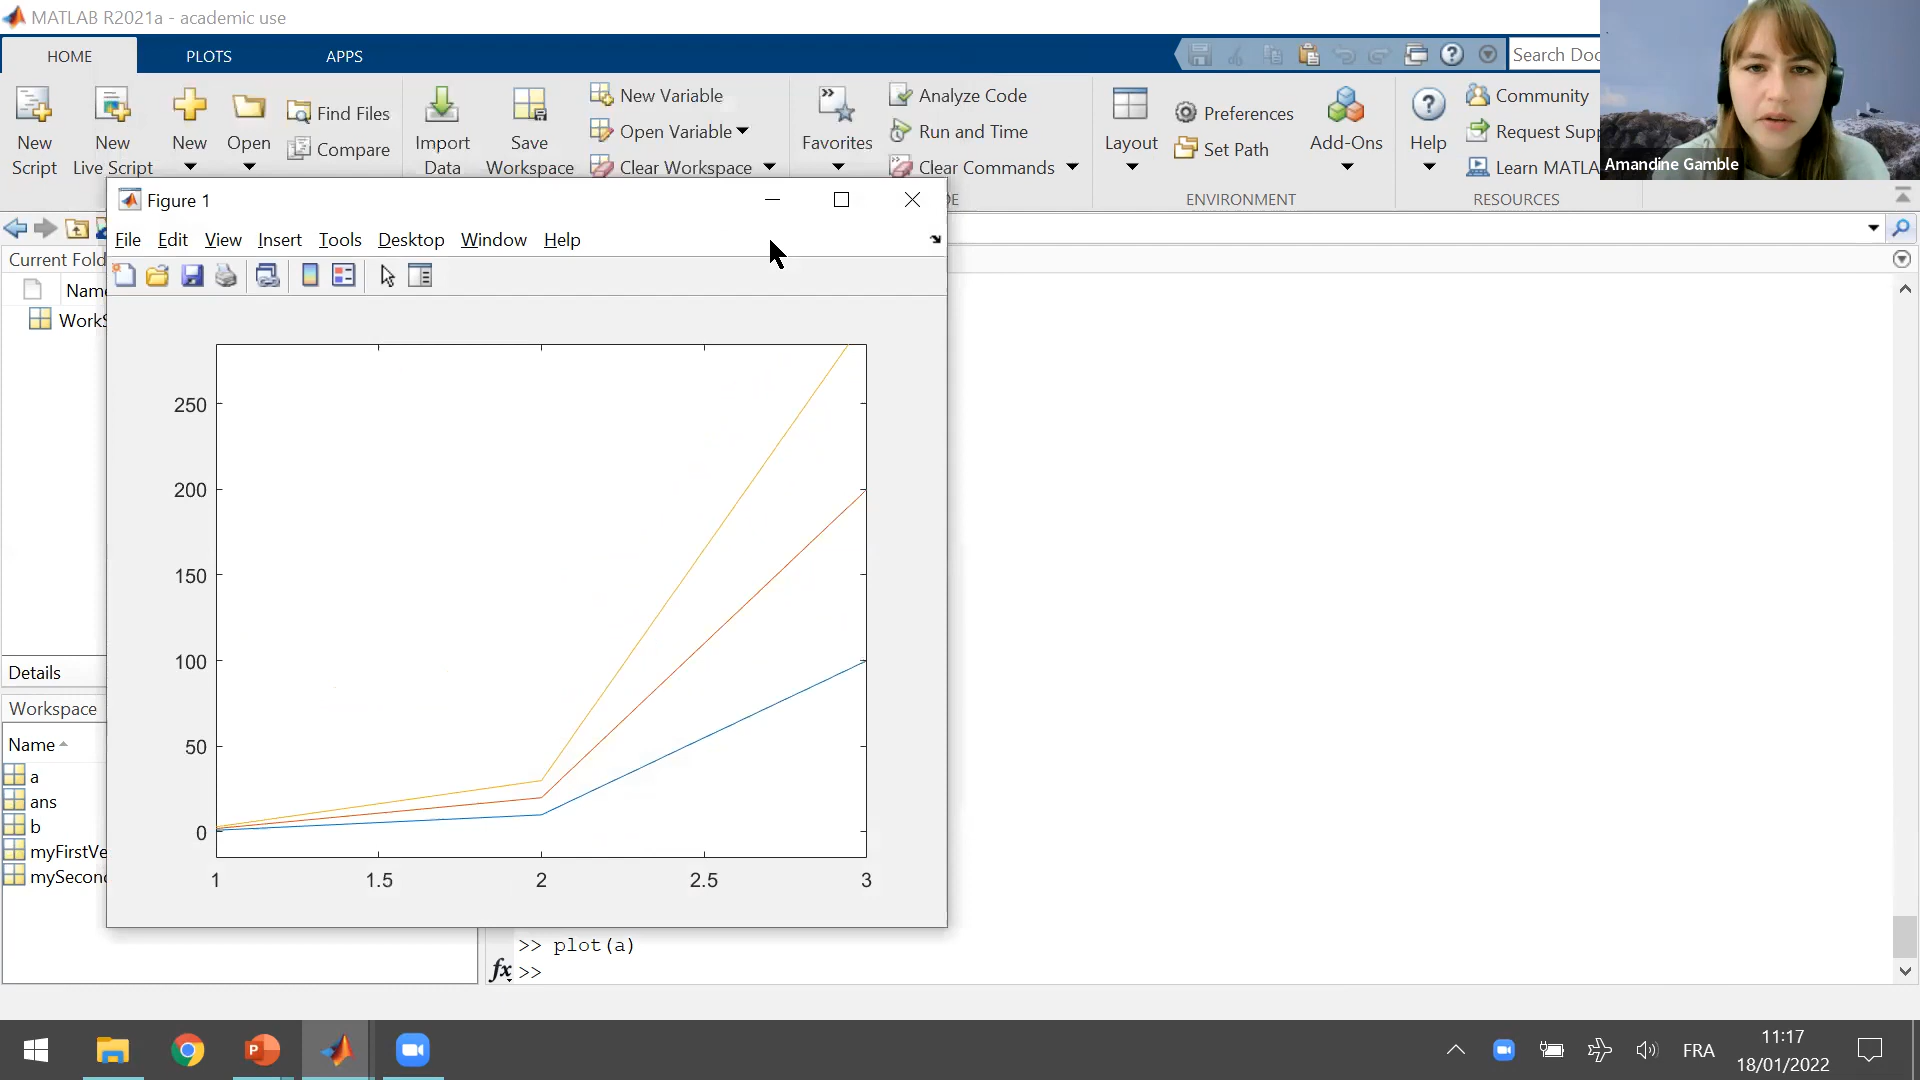 MATLAB R2021a - academic use
HOME PLOTS APPS
Search Doc
New Script
New Live Script
New
Open
Find Files
Compare
Import Data
Save Workspace
New Variable
Open Variable
Clear Workspace
Favorites
Analyze Code
Run and Time
Clear Commands
Layout
Preferences
Set Path
Add-Ons
Help
Community
Request Supp
Learn MATLA
DE
ENVIRONMENT
RESOURCES
Amandine Gamble
Figure 1
File Edit View Insert Tools Desktop Window Help
Current Fold
Name
WorkS
250
200
150
100
50
0
1 1.5 2 2.5 3
Details
Workspace
Name
a
ans
b
myFirstVe
mySecond
>> plot(a)
fx >>
FRA
11:17
18/01/2022